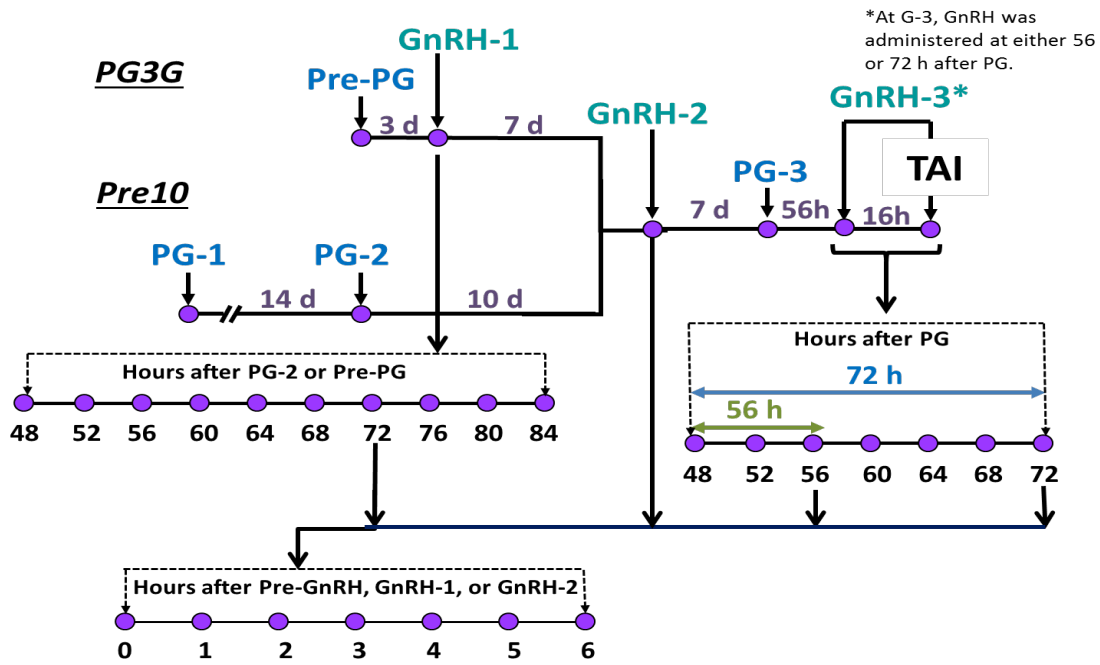 *At G-3, GnRH was
administered at either 56
or 72 h after PG.
GnRH-1
PG3G
Pre-PG
GnRH-3*
GnRH-2
3 d
7 d
TAI
PG-3
Pre10
7 d
56h
16h
PG-1
PG-2
14 d
10 d
Hours after PG
72 h
Hours after PG-2 or Pre-PG
56 h
48 52 56 60 64 68 72 76 80 84
48 52 56 60 64 68 72
Hours after Pre-GnRH, GnRH-1, or GnRH-2
0 1 2 3 4 5 6